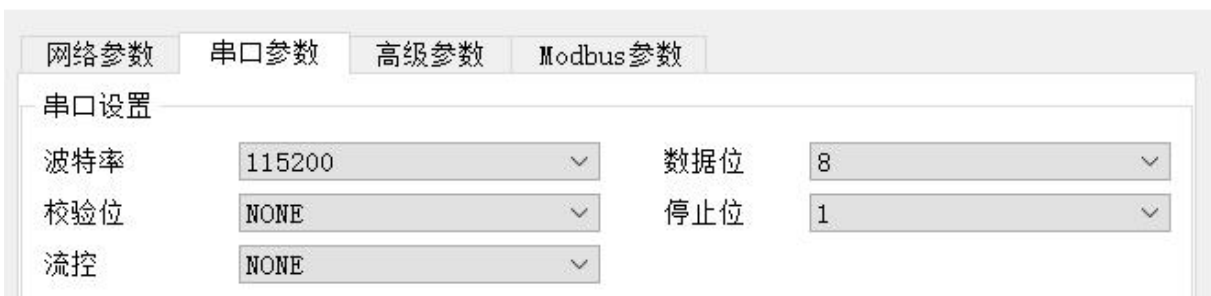 网络参数 串口参数 高级参数 Modbus参数
串口设置
波特率 115200 数据位 8
校验位 NONE 停止位 1
流控 NONE